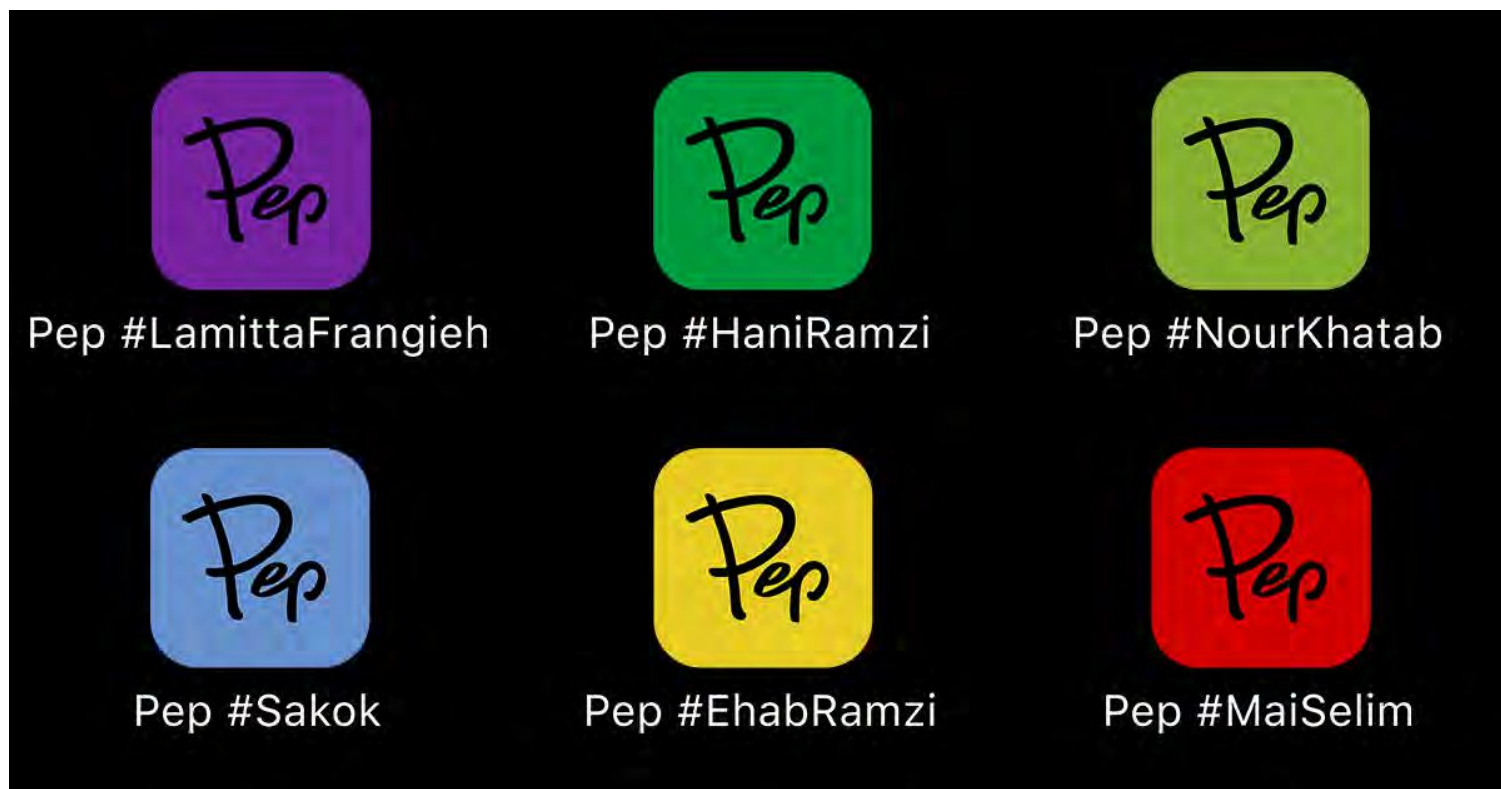 Pep
Pep
Pep
Pep #LamittaFrangieh
Pep #HaniRamzi
Pep #NourKhatab
Pep
Pep
Pep
Pep #Sakok
Pep #EhabRamzi
Pep #MaiSelim